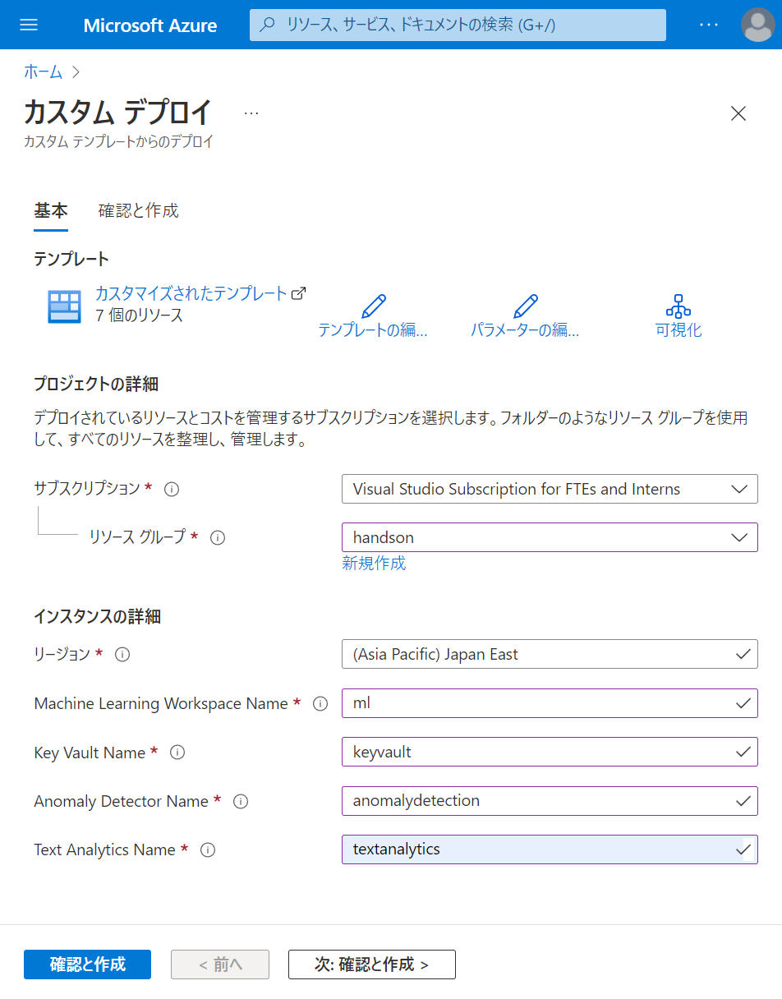 Microsoft Azure
リソース、サービス、ドキュメントの検索 (G+/)
ホーム
カスタム デプロイ
カスタム テンプレートからのデプロイ
基本
確認と作成
テンプレート
カスタマイズされたテンプレート
7 個のリソース
テンプレートの編...
パラメーターの編...
可視化
プロジェクトの詳細
デプロイされているリソースとコストを管理するサブスクリプションを選択します。フォルダーのようなリソース グループを使用
して、すべてのリソースを整理し、管理します。
サブスクリプション *
Visual Studio Subscription for FTEs and Interns
リソース グループ *
handson
新規作成
インスタンスの詳細
リージョン *
(Asia Pacific) Japan East
Machine Learning Workspace Name *
ml
Key Vault Name *
keyvault
Anomaly Detector Name *
anomalydetection
Text Analytics Name *
textanalytics
確認と作成
< 前へ
次: 確認と作成 >